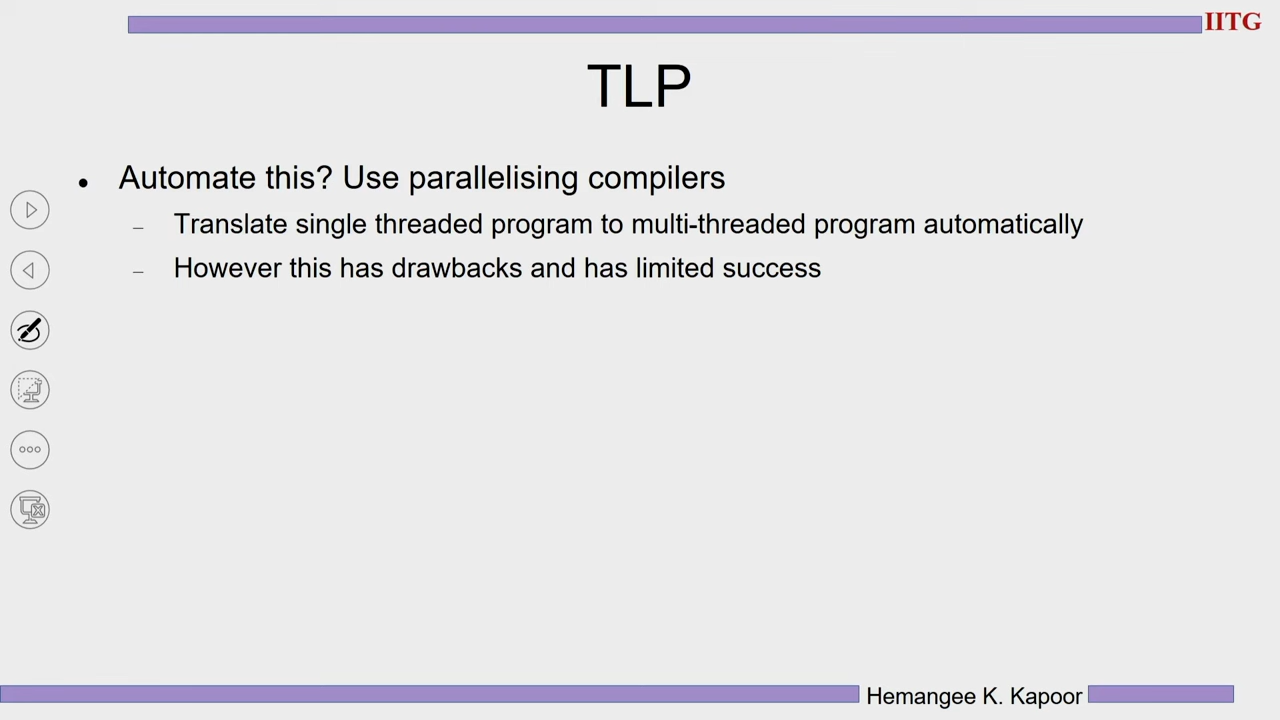 IITG
TLP
● Automate this? Use parallelising compilers
– Translate single threaded program to multi-threaded program automatically
– However this has drawbacks and has limited success
Hemangee K. Kapoor